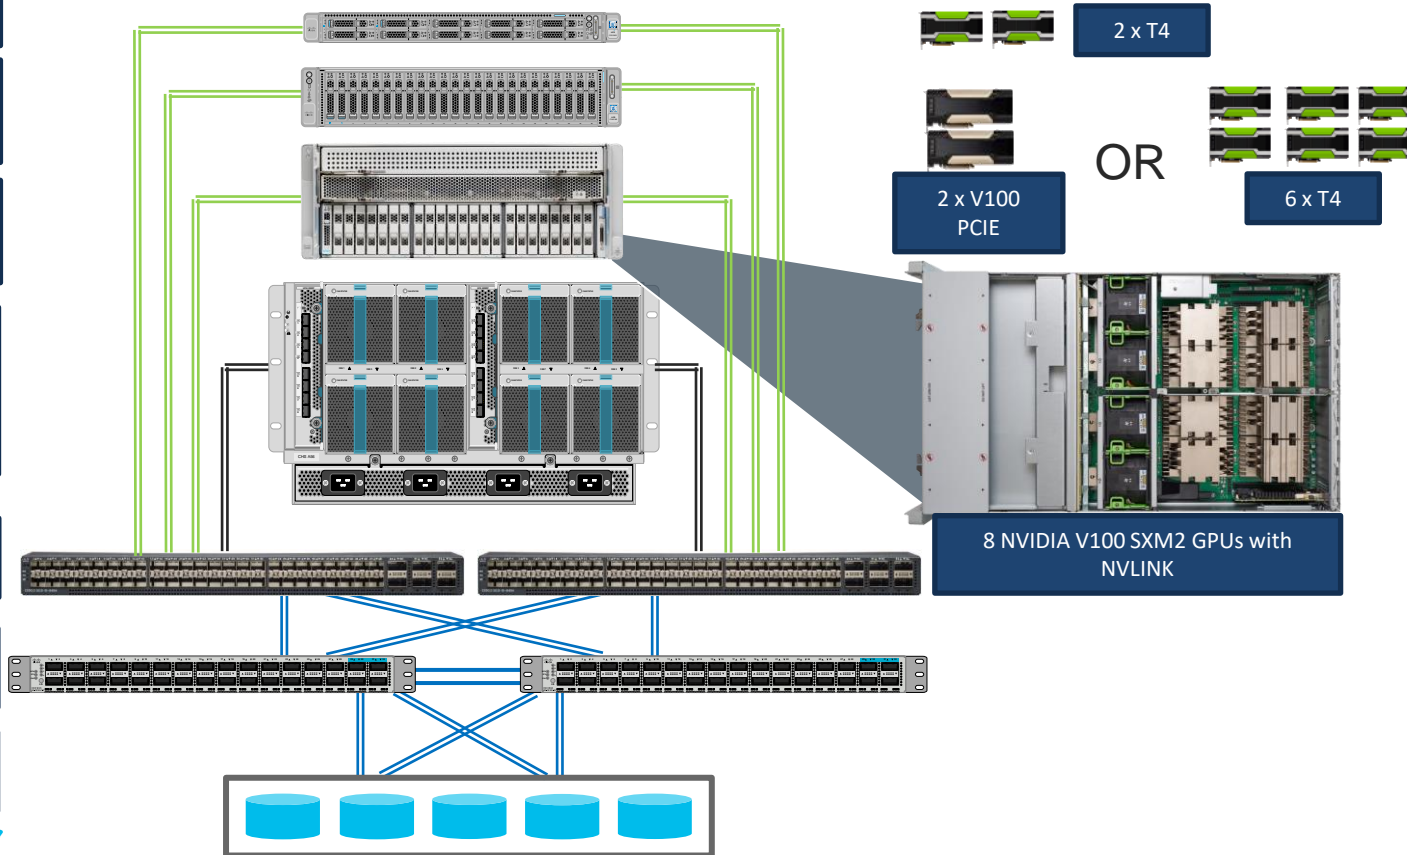 2 x T4
2 x V100
PCIE
OR
6 x T4
8 NVIDIA V100 SXM2 GPUs with
NVLINK